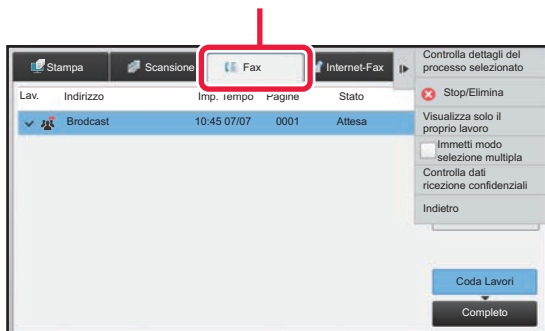 Stampa
Scansione
Fax
Internet-Fax
Lav. Indirizzo Imp. Tempo Pagine Stato
Brodcast 10:45 07/07 0001 Attesa
Controlla dettagli del
processo selezionato
Stop/Elimina
Visualizza solo il
proprio lavoro
Immetti modo
selezione multipla
Controlla dati
ricezione confidenziali
Indietro
Coda Lavori
Completo